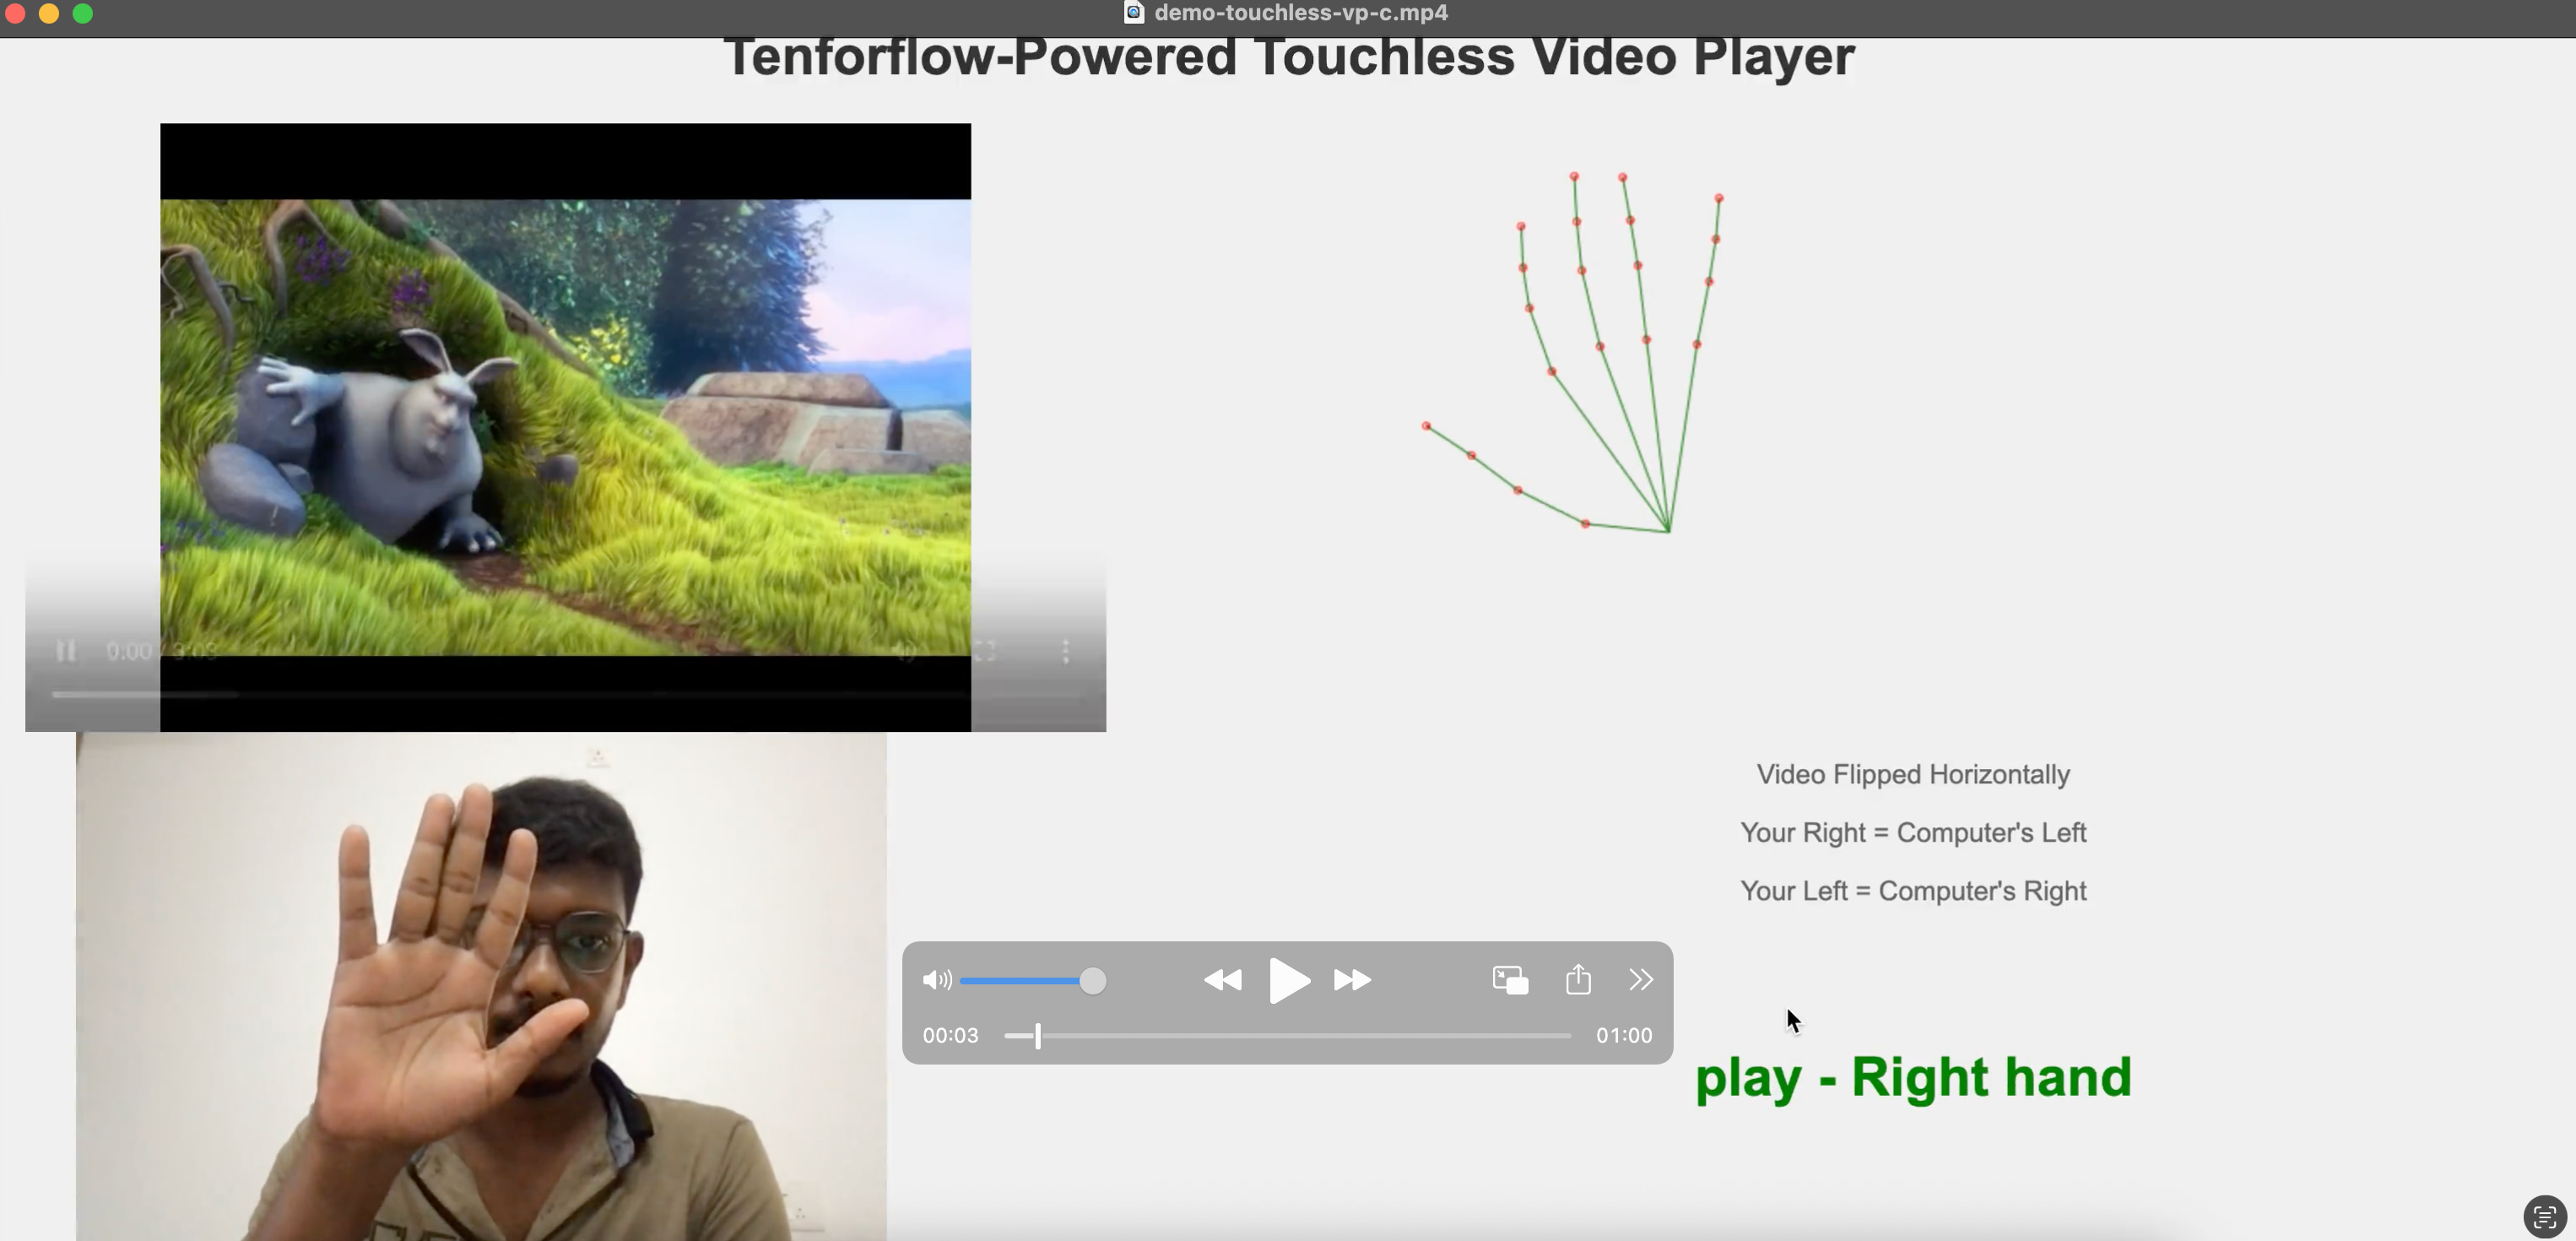 demo-touchless-vp-c.mp4
Tenforflow-Powered Touchless Video Player
0:00 / 3:03
Video Flipped Horizontally
Your Right = Computer's Left
Your Left = Computer's Right
00:03
01:00
play - Right hand